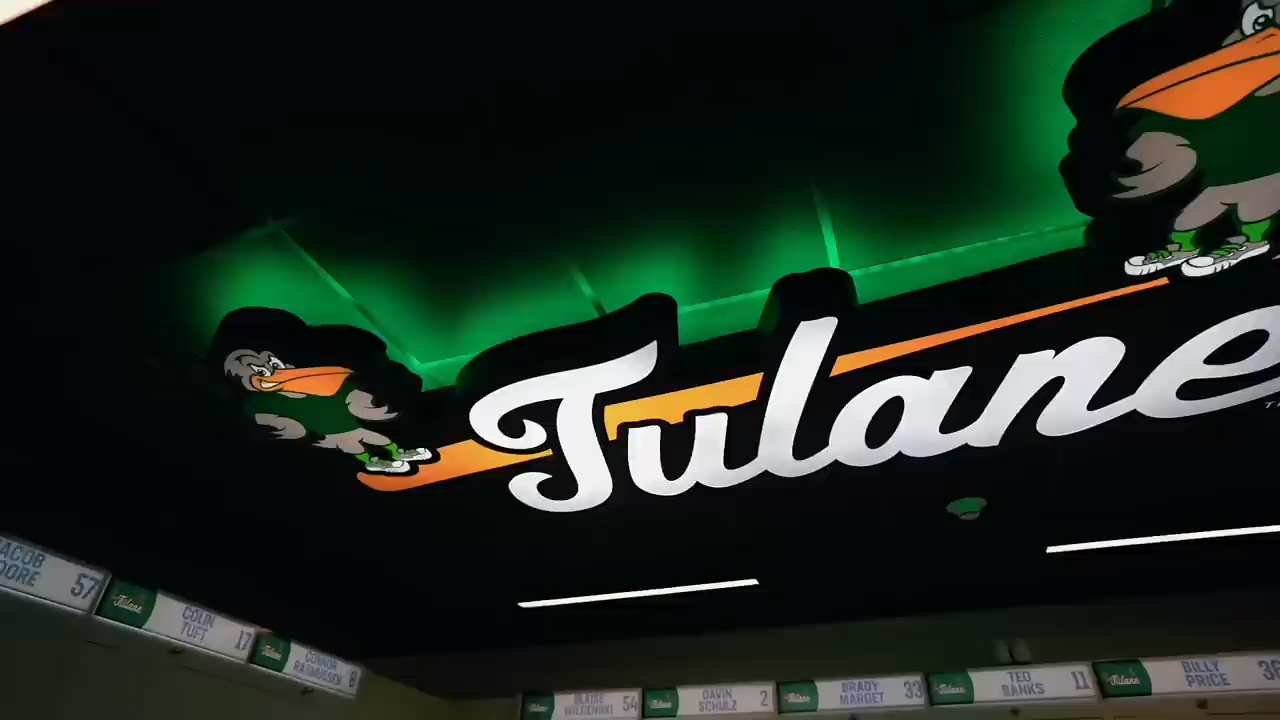 Tulane
JACOB
MOORE
57
Tulane
COLIN
TUFT
17
Tulane
CONNOR
RASMUSSEN
8
BLAISE
WILCENSKI
54
Tulane
GAVIN
SCHULZ
2
Tulane
BRADY
MARGET
33
Tulane
TED
BANKS
11
Tulane
BILLY
PRICE
36